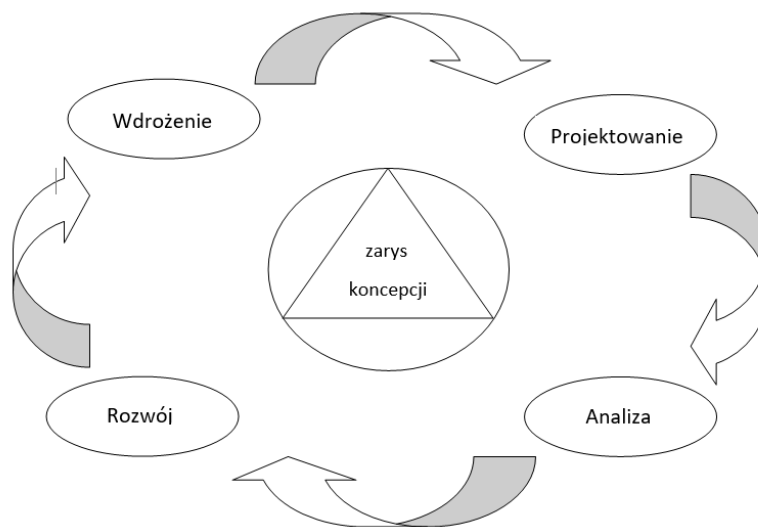 Wdrożenie
Projektowanie
zarys
koncepcji
Rozwój
Analiza